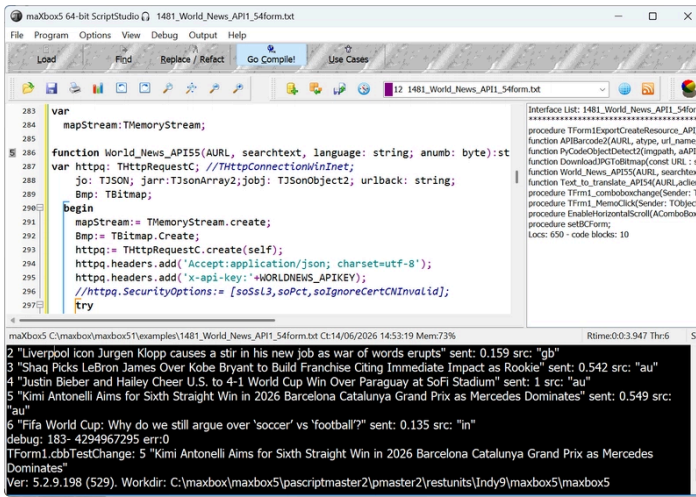 maXbox5 64-bit ScriptStudio 1481_World_News_API1_54form.txt
File Program Options View Debug Output Help
Load Find Replace / Refact Go Compile! Use Cases
12 1481_World_News_API1_54form.txt
283 var
284 mapStream:TMemoryStream;
285
286 function World_News_API55(AURL, searchtext, language: string; anumb: byte):st
287 var httpq: THttpRequestC; //THttpConnectionWinInet;
288 jo: TJSON; jarr:TJsonArray2;jobj: TJSonObject2; urlback: string;
289 Bmp: TBitmap;
290 begin
291 mapStream:= TMemoryStream.create;
292 Bmp:= TBitmap.Create;
293 httpq:= THttpRequestC.create(self);
294 httpq.headers.add('Accept:application/json; charset=utf-8');
295 httpq.headers.add('x-api-key:'+WORLDNEWS_APIKEY);
296 //httpq.SecurityOptions:= [soSsl3,soPct,soIgnoreCertCNInvalid];
297 try
Interface List: 1481_World_News_API1_54for
procedure TForm1ExportCreateResource_AP
function APIBarcode2(AURL, atype, url_name,
function PyCodeObjectDetect2(imgpath, aAPI
function DownloadJPGToBitmap(const URL : s
function World_News_API55(AURL, searchtex
function Text_to_translate_API54(AURL,aclien
procedure TFrm1_comboboxchange(Sender: T
procedure TFrm1_MemoClick(Sender: TObjec
procedure EnableHorizontalScroll(AComboBox
procedure setBCForm;
Locs: 650 - code blocks: 10
maXbox5 C:\maxbox\maxbox51\examples\1481_World_News_API1_54form.txt Ct:14/06/2026 14:53:19 Mem:73% Rtime:0:0:3.947 Thr:6 S
2 "Liverpool icon Jurgen Klopp causes a stir in his new job as war of words erupts" sent: 0.159 src: "gb"
3 "Shaq Picks LeBron James Over Kobe Bryant to Build Franchise Citing Immediate Impact as Rookie" sent: 0.542 src: "au"
4 "Justin Bieber and Hailey Cheer U.S. to 4-1 World Cup Win Over Paraguay at SoFi Stadium" sent: 1 src: "au"
5 "Kimi Antonelli Aims for Sixth Straight Win in 2026 Barcelona Catalunya Grand Prix as Mercedes Dominates" sent: 0.549 src:
"au"
6 "Fifa World Cup: Why do we still argue over ‘soccer’ vs ‘football’?" sent: 0.135 src: "in"
debug: 183- 4294967295 err:0
TForm1.cbbTestChange: 5 "Kimi Antonelli Aims for Sixth Straight Win in 2026 Barcelona Catalunya Grand Prix as Mercedes
Dominates"
Ver: 5.2.9.198 (529). Workdir: C:\maxbox\maxbox5\pascriptmaster2\pmaster2\restunits\Indy9\maxbox5\maxbox5